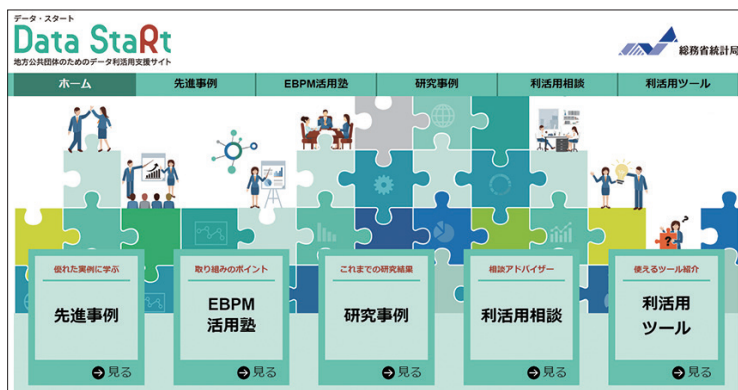 データ・スタート
Data StaRt
地方公共団体のためのデータ利活用支援サイト
総務省統計局
ホーム 先進事例 EBPM活用塾 研究事例 利活用相談 利活用ツール
?
優れた実例に学ぶ
先進事例
見る
取り組みのポイント
EBPM
活用塾
見る
これまでの研究結果
研究事例
見る
相談アドバイザー
利活用相談
見る
使えるツール紹介
利活用
ツール
見る